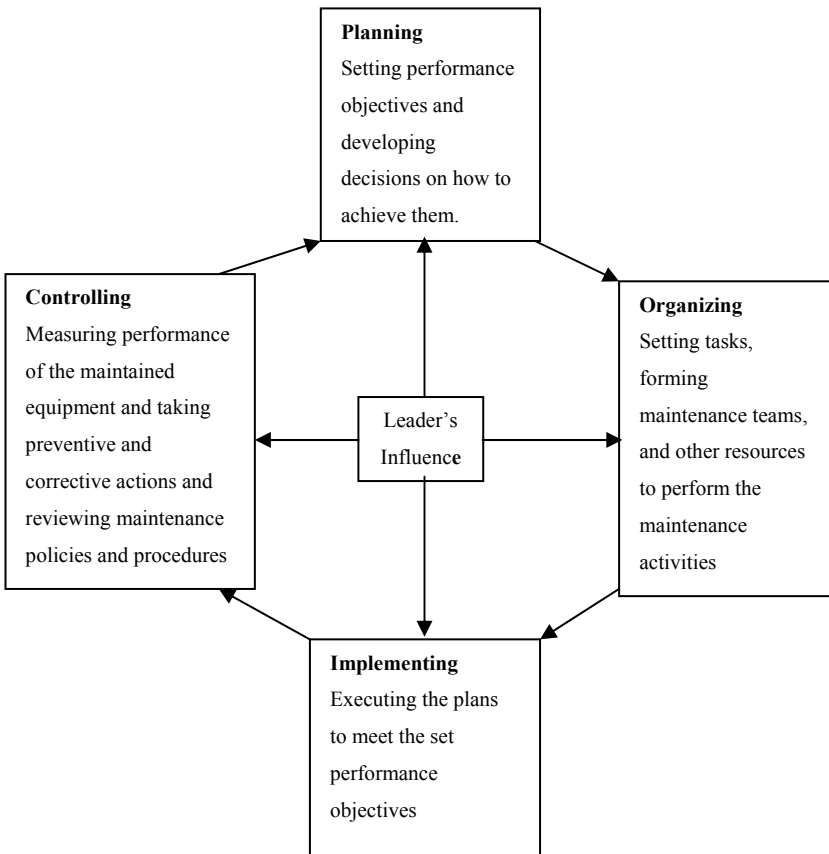 Planning
Setting performance
objectives and
developing
decisions on how to
achieve them.
Controlling
Measuring performance
of the maintained
equipment and taking
preventive and
corrective actions and
reviewing maintenance
policies and procedures
Leader's
Influence
Organizing
Setting tasks,
forming
maintenance teams,
and other resources
to perform the
maintenance
activities
Implementing
Executing the plans
to meet the set
performance
objectives